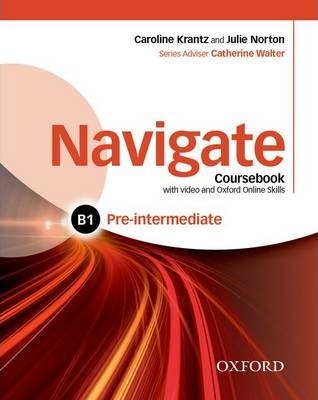 Caroline Krantz and Julie Norton
Series Adviser Catherine Walter
Navigate
Coursebook
with video and Oxford Online Skills
B1 Pre-intermediate
OXFORD